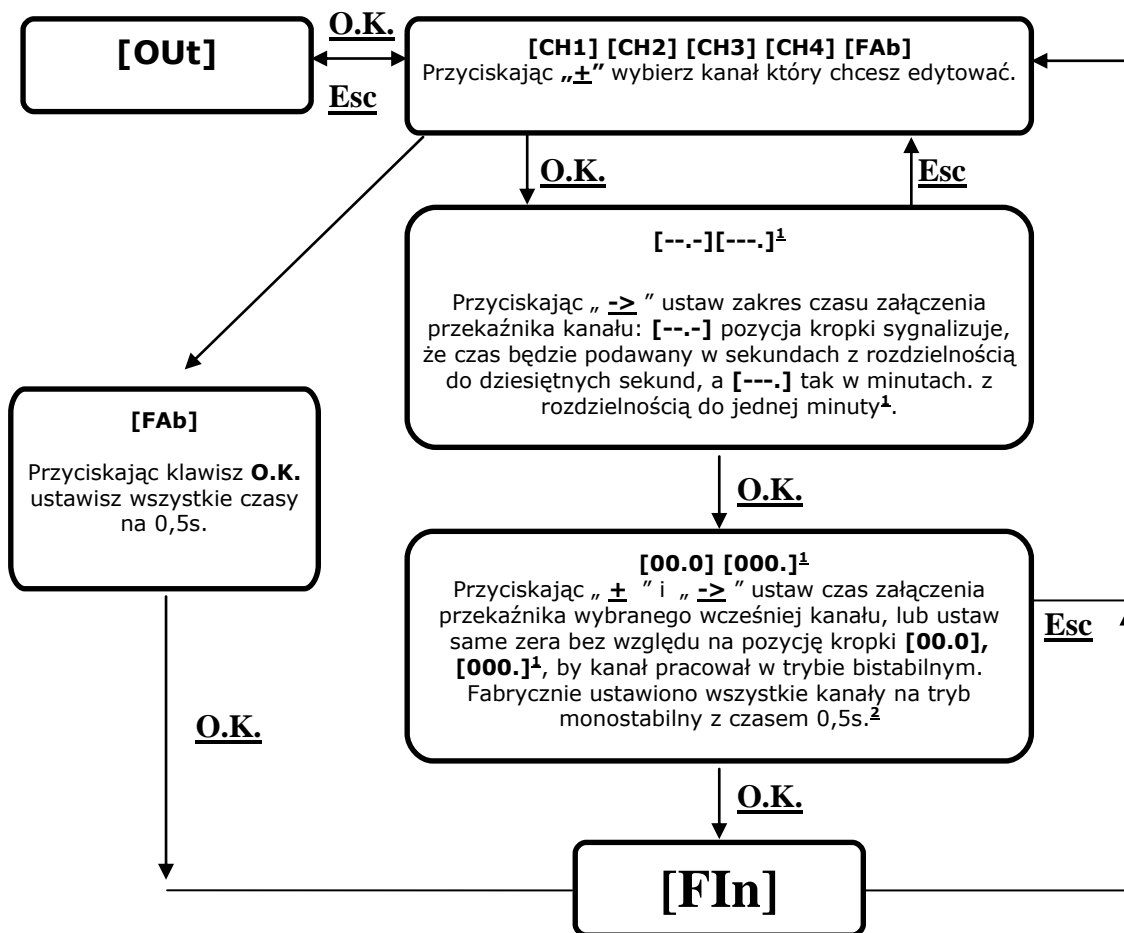 [OUt]
O.K.
Esc
[CH1] [CH2] [CH3] [CH4] [FAb]
Przyciskając „+” wybierz kanał który chcesz edytować.
O.K.
Esc
[--.-][---.]1
Przyciskając „ -> ” ustaw zakres czasu załączenia
przekaźnika kanału: [--.-] pozycja kropki sygnalizuje,
że czas będzie podawany w sekundach z rozdzielnością
do dziesiętnych sekund, a [---.] tak w minutach. z
rozdzielnością do jednej minuty1.
[FAb]
Przyciskając klawisz O.K.
ustawisz wszystkie czasy
na 0,5s.
O.K.
[00.0] [000.]1
Przyciskając „ + ” i „ -> ” ustaw czas załączenia
przekaźnika wybranego wcześniej kanału, lub ustaw
same zera bez względu na pozycję kropki [00.0],
[000.]1, by kanał pracował w trybie bistabilnym.
Fabrycznie ustawiono wszystkie kanały na tryb
monostabilny z czasem 0,5s.2
Esc
O.K.
O.K.
[FIn]